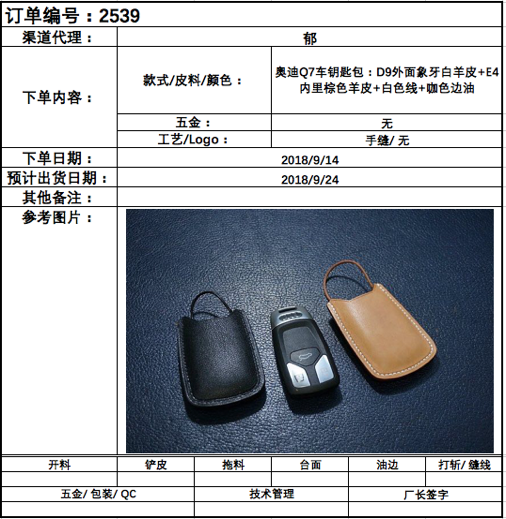 订单编号：2539
渠道代理：
郁
下单内容：
款式/皮料/颜色：
奥迪Q7车钥匙包：D9外面象牙白羊皮+E4
内里棕色羊皮+白色线+咖色边油
五金：
无
工艺/Logo：
手缝/ 无
下单日期：
2018/9/14
预计出货日期：
2018/9/24
其他备注：
参考图片：
开料
铲皮
拖料
台面
油边
打斩/ 缝线
五金/ 包装/ QC
技术管理
厂长签字